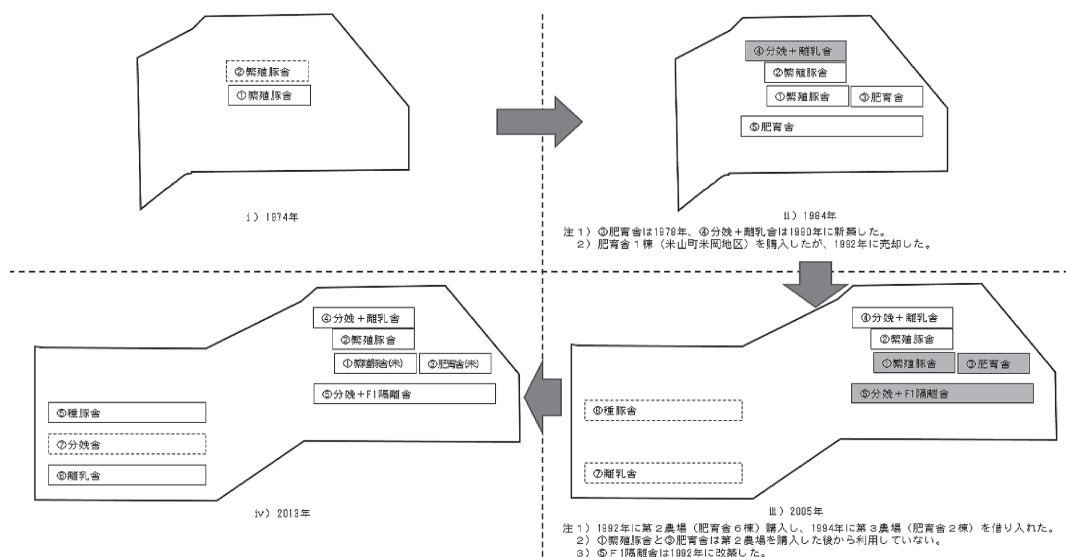 ②繁殖豚舎
①繁殖豚舎
i）1974年
④分娩＋離乳舎
②繁殖豚舎
①繁殖豚舎
③肥育舎
⑤肥育舎
ii）1984年
注１）③肥育舎は1978年、④分娩＋離乳舎は1980年に新築した。
２）肥育舎１棟（米山町米岡地区）を購入したが、1992年に売却した。
④分娩＋離乳舎
②繁殖豚舎
①繁殖豚舎(未)
③肥育舎(未)
⑤分娩＋F1隔離舎
⑤種豚舎
⑦分娩舎
⑥離乳舎
iv）2013年
④分娩＋離乳舎
②繁殖豚舎
①繁殖豚舎
③肥育舎
⑤分娩＋F1隔離舎
⑥種豚舎
⑦離乳舎
iii）2005年
注１）1992年に第２農場（肥育舎６棟）購入し、1994年に第３農場（肥育舎２棟）を借り入れた。
２）①繁殖豚舎と③肥育舎は第２農場を購入した後から利用していない。
３）⑤Ｆ1隔離舎は1992年に改築した。